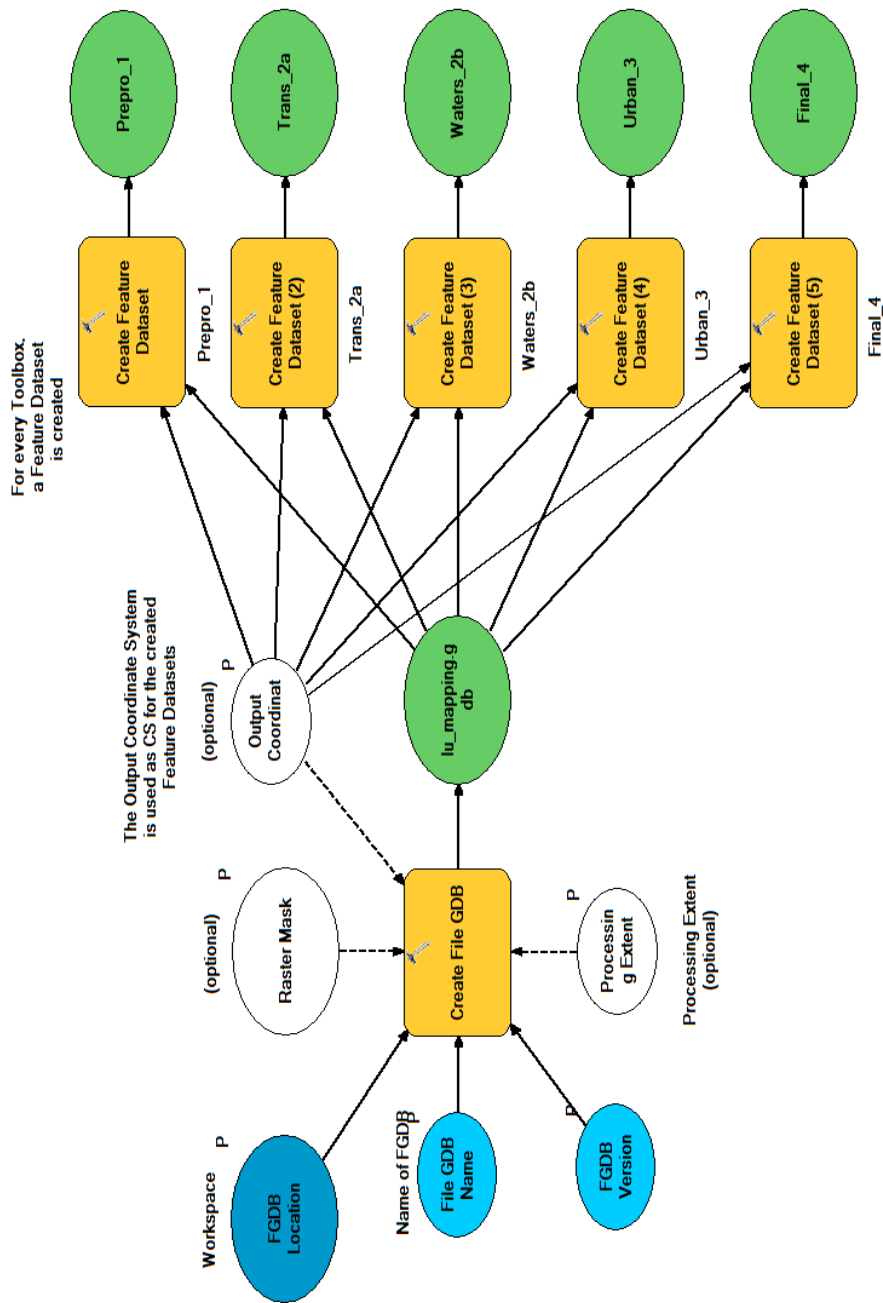 Workspace
P
FGDB
Location
Name of FGDB
P
File GDB
Name
P
FGDB
Version
(optional)
P
Raster Mask
Create File GDB
P
Processin
g Extent
Processing Extent
(optional)
The Output Coordinate System
is used as CS for the created
Feature Datasets
(optional)
P
Output
Coordinat
lu_mapping.g
db
For every Toolbox,
a Feature Dataset
is created
Create Feature
Dataset
Prepro_1
Prepro_1
Create Feature
Dataset (2)
Trans_2a
Trans_2a
Create Feature
Dataset (3)
Waters_2b
Waters_2b
Create Feature
Dataset (4)
Urban_3
Urban_3
Create Feature
Dataset (5)
Final_4
Final_4